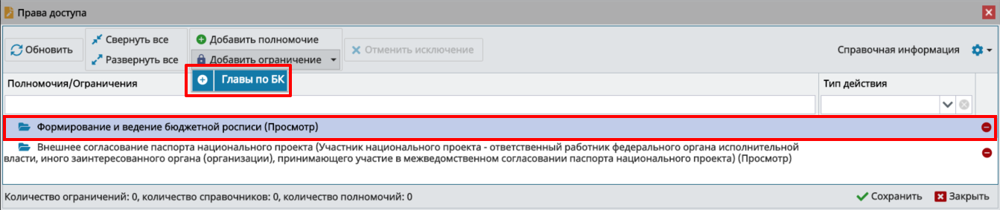 Права доступа
Обновить
Свернуть все
Развернуть все
Добавить полномочие
Добавить ограничение
Отменить исключение
Справочная информация
Главы по БК
Полномочия/Ограничения
Тип действия
Формирование и ведение бюджетной росписи (Просмотр)
Внешнее согласование паспорта национального проекта (Участник национального проекта - ответственный работник федерального органа исполнительной
власти, иного заинтересованного органа (организации), принимающего участие в межведомственном согласовании паспорта национального проекта) (Просмотр)
Количество ограничений: 0, количество справочников: 0, количество полномочий: 0
Сохранить
Закрыть